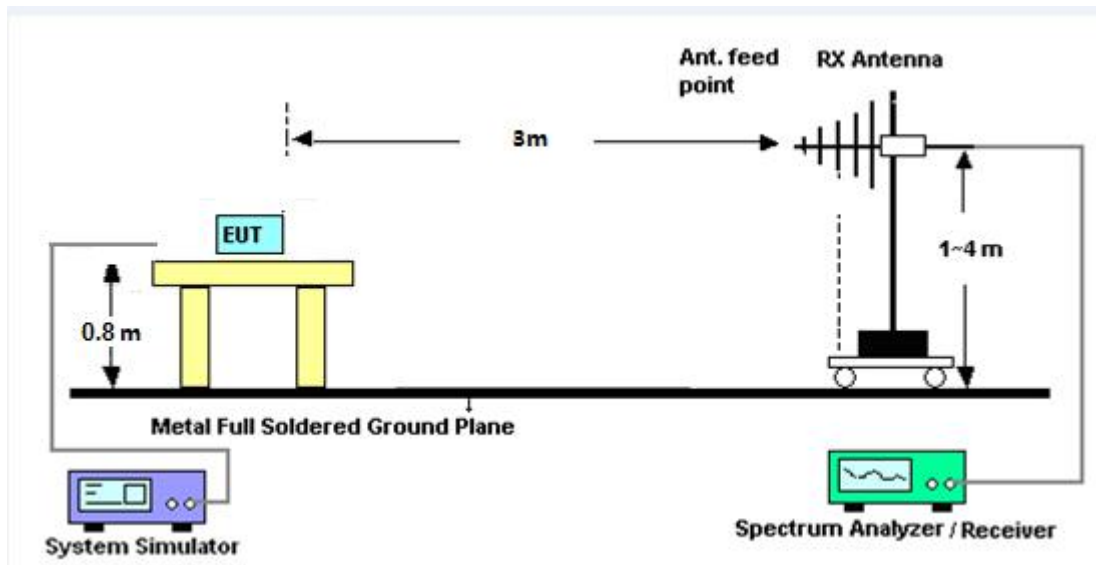 Ant. feed
point
RX Antenna
3m
EUT
1~4 m
0.8 m
Metal Full Soldered Ground Plane
System Simulator
Spectrum Analyzer / Receiver